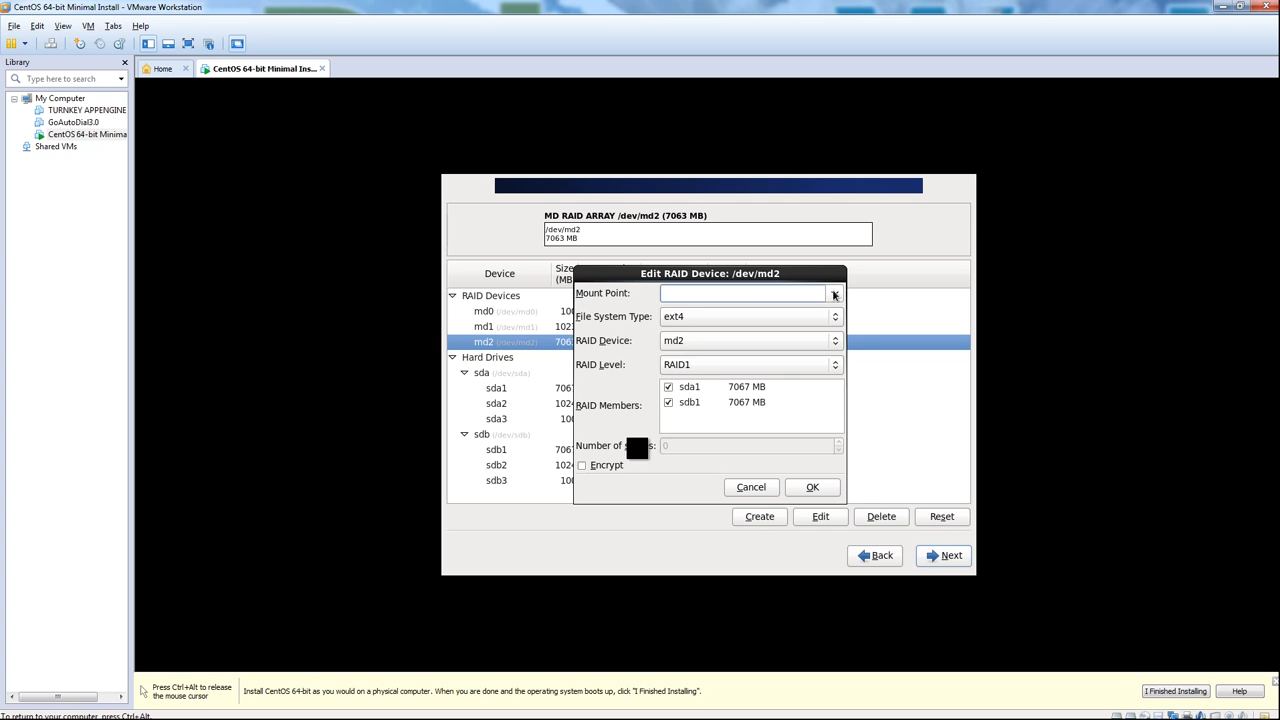 CentOS 64-bit Minimal Install - VMware Workstation
File Edit View VM Tabs Help
Library
Type here to search
My Computer
TURNKEY APPENGINE
GoAutoDial3.0
CentOS 64-bit Minima
Shared VMs
Home
CentOS 64-bit Minimal Ins...
MD RAID ARRAY /dev/md2 (7063 MB)
/dev/md2
7063 MB
Device
Size
(MB)
RAID Devices
md0 (/dev/md0)
md1 (/dev/md1)
md2 (/dev/md2)
Hard Drives
sda (/dev/sda)
sda1
sda2
sda3
sdb (/dev/sdb)
sdb1
sdb2
sdb3
Edit RAID Device: /dev/md2
Mount Point:
File System Type: ext4
RAID Device: md2
RAID Level: RAID1
RAID Members:
sda1 7067 MB
sdb1 7067 MB
Number of 0
Encrypt
Cancel OK
Create Edit Delete Reset
Back Next
Press Ctrl+Alt to release
the mouse cursor
Install CentOS 64-bit as you would on a physical computer. When you are done and the operating system boots up, click "I Finished Installing".
I Finished Installing
Help
To return to your computer, press Ctrl+Alt.